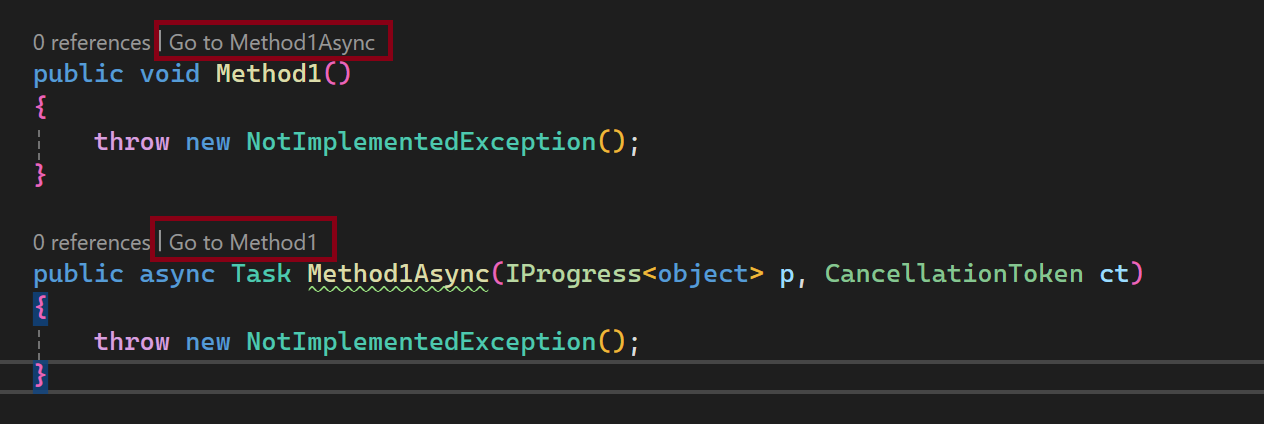 0 references | Go to Method1Async
public void Method1()
{
    throw new NotImplementedException();
}
0 references | Go to Method1
public async Task Method1Async(IProgress<object> p, CancellationToken ct)
{
    throw new NotImplementedException();
}